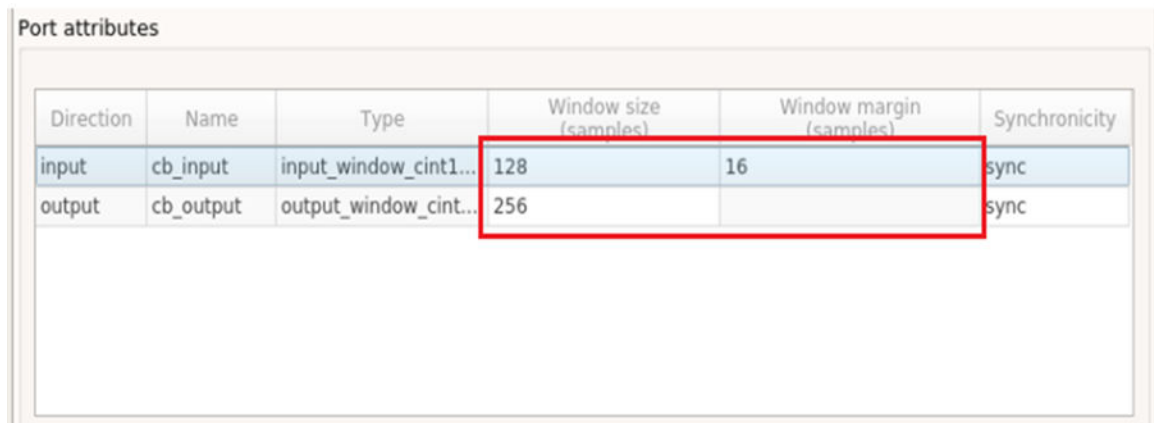 Port attributes
Direction Name Type Window size (samples) Window margin (samples) Synchronicity
input cb_input input_window_cint1... 128 16 sync
output cb_output output_window_cint... 256 sync